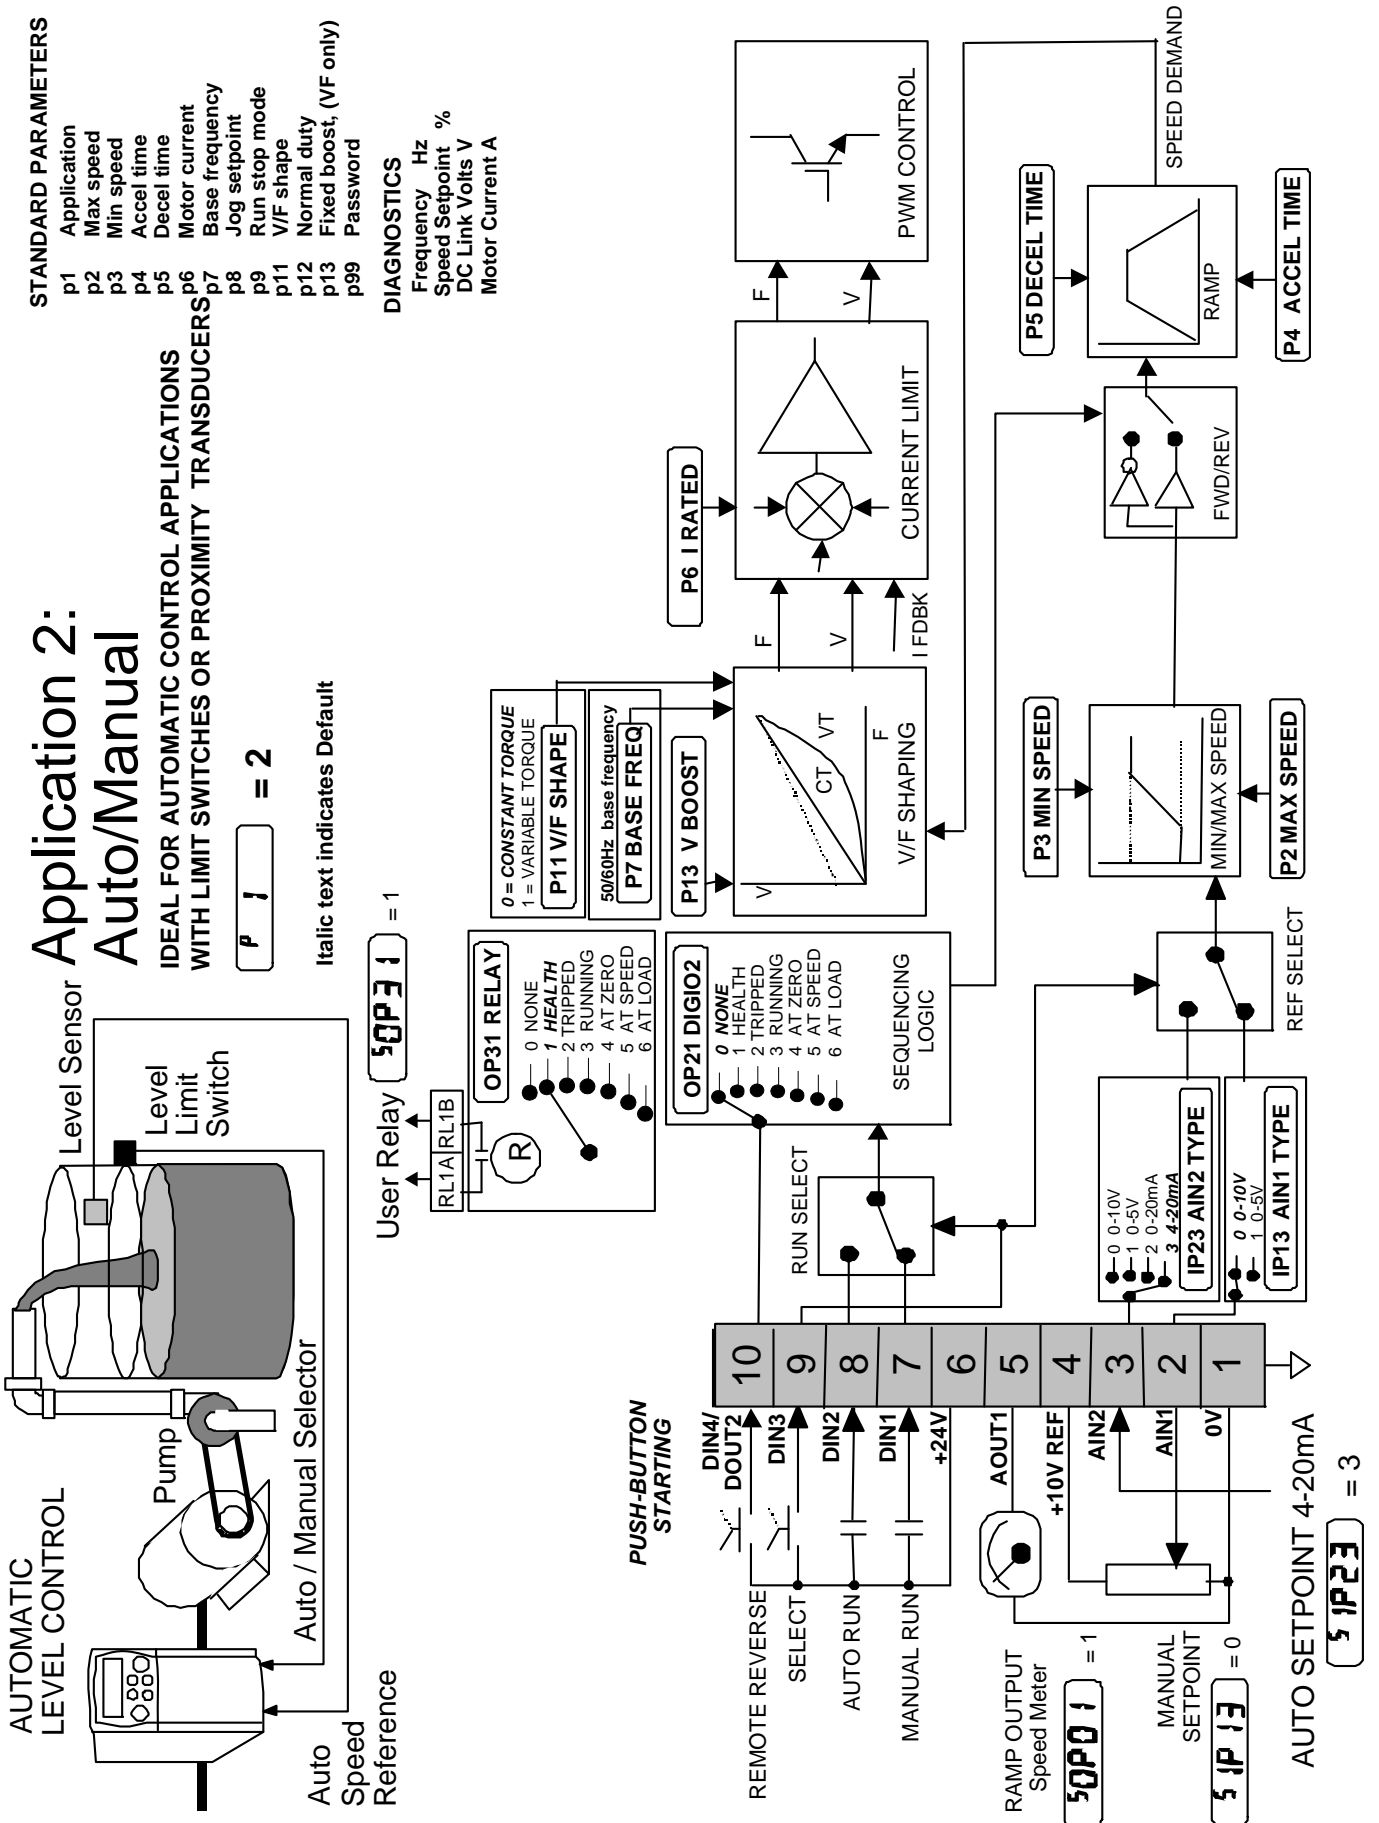 Application 2:
Auto/Manual
IDEAL FOR AUTOMATIC CONTROL APPLICATIONS
WITH LIMIT SWITCHES OR PROXIMITY TRANSDUCERS
P 1
= 2
Italic text indicates Default
STANDARD PARAMETERS
p1 Application
p2 Max speed
p3 Min speed
p4 Accel time
p5 Decel time
p6 Motor current
p7 Base frequency
p8 Jog setpoint
p9 Run stop mode
p11 V/F shape
p12 Normal duty
p13 Fixed boost, (VF only)
p99 Password
DIAGNOSTICS
Frequency Hz
Speed Setpoint %
DC Link Volts V
Motor Current A
AUTOMATIC
LEVEL CONTROL
Pump
Level Sensor
Level
Limit
Switch
Auto / Manual Selector
Auto
Speed
Reference
User Relay
SOP31
= 1
RL1A
RL1B
R
OP31 RELAY
0 NONE
1 HEALTH
2 TRIPPED
3 RUNNING
4 AT ZERO
5 AT SPEED
6 AT LOAD
0 = CONSTANT TORQUE
1 = VARIABLE TORQUE
P11 V/F SHAPE
50/60Hz base frequency
P7 BASE FREQ
P13 V BOOST
V
CT
VT
F
V/F SHAPING
F
V
I FDBK
P6 I RATED
CURRENT LIMIT
F
V
PWM CONTROL
PUSH-BUTTON
STARTING
REMOTE REVERSE
SELECT
AUTO RUN
MANUAL RUN
DIN4/
DOUT2
DIN3
DIN2
DIN1
+24V
AOUT1
+10V REF
AIN2
AIN1
0V
10
9
8
7
6
5
4
3
2
1
RUN SELECT
OP21 DIGIO2
0 NONE
1 HEALTH
2 TRIPPED
3 RUNNING
4 AT ZERO
5 AT SPEED
6 AT LOAD
SEQUENCING
LOGIC
RAMP OUTPUT
Speed Meter
SOP01
= 1
MANUAL
SETPOINT
SIP13
= 0
AUTO SETPOINT 4-20mA
SIP23
= 3
0 0-10V
1 0-5V
2 0-20mA
3 4-20mA
IP23 AIN2 TYPE
0 0-10V
1 0-5V
IP13 AIN1 TYPE
REF SELECT
P3 MIN SPEED
MIN/MAX SPEED
P2 MAX SPEED
FWD/REV
P5 DECEL TIME
RAMP
P4 ACCEL TIME
SPEED DEMAND